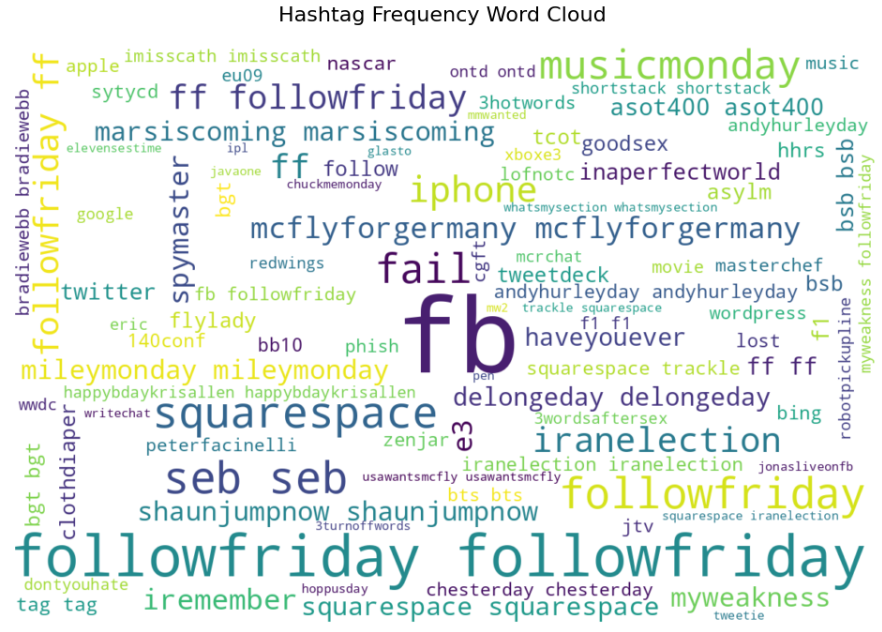 Hashtag Frequency Word Cloud
imisscath imisscath
nascar
musicmonday
music
apple
eu09
ontd ontd
shortstack shortstack
sytycd
ff followfriday
3hotwords
asot400 asot400
followfriday ff
bradiewebb bradiewebb
mmwanted
andyhurleyday
marsiscoming marsiscoming
tcot
goodsex
hhrs
elevensestime
ipl
glasto
xboxe3
bsb bsb
spymaster
javaone
ff
follow
lofnotc
inaperfectworld
myweakness followfriday
bgt
chuckmemonday
iphone
asylm
google
whatsmysection whatsmysection
mcflyforgermany mcflyforgermany
redwings
fail
cgft
mcrchat
movie
masterchef
tweetdeck
bsb
twitter
fb followfriday
andyhurleyday andyhurleyday
fb
mw2
trackle squarespace
wordpress
eric
flylady
f1 f1
f1
robotpickupline
140conf
bb10
phish
haveyouever
lost
mileymonday mileymonday
pen
squarespace trackle
ff ff
happybdaykrisallen happybdaykrisallen
delongeday delongeday
wwdc
writechat
squarespace
3wordsaftersex
bing
clothdiaper
peterfacinelli
zenjar
e3
iranelection
bgt bgt
seb seb
iranelection iranelection
jonasliveonfb
usawantsmcfly usawantsmcfly
bts bts
followfriday
shaunjumpnow shaunjumpnow
squarespace iranelection
3turnoffwords
jtv
followfriday followfriday
dontyouhate
hoppusday
chesterday chesterday
tag tag
iremember
squarespace squarespace
myweakness
tweetie